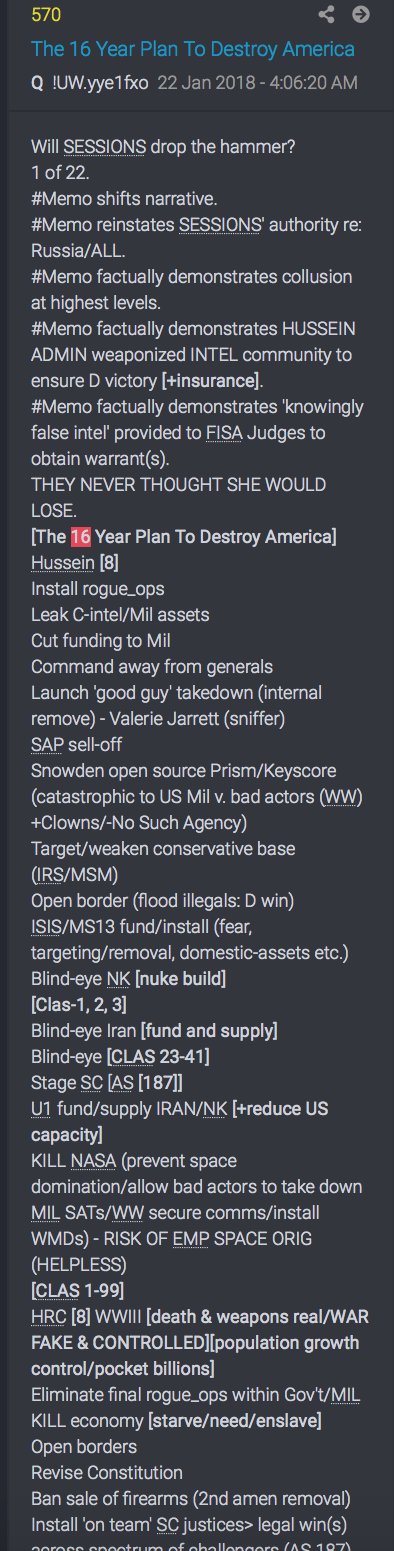 570
The 16 Year Plan To Destroy America
Q !UW.yye1fxo 22 Jan 2018 - 4:06:20 AM
Will SESSIONS drop the hammer?
1 of 22.
#Memo shifts narrative.
#Memo reinstates SESSIONS' authority re:
Russia/ALL.
#Memo factually demonstrates collusion
at highest levels.
#Memo factually demonstrates HUSSEIN
ADMIN weaponized INTEL community to
ensure D victory [+insurance].
#Memo factually demonstrates 'knowingly
false intel' provided to FISA Judges to
obtain warrant(s).
THEY NEVER THOUGHT SHE WOULD
LOSE.
[The 16 Year Plan To Destroy America]
Hussein [8]
Install rogue_ops
Leak C-intel/Mil assets
Cut funding to Mil
Command away from generals
Launch 'good guy' takedown (internal
remove) - Valerie Jarrett (sniffer)
SAP sell-off
Snowden open source Prism/Keyscore
(catastrophic to US Mil v. bad actors (WW)
+Clowns/-No Such Agency)
Target/weaken conservative base
(IRS/MSM)
Open border (flood illegals: D win)
ISIS/MS13 fund/install (fear,
targeting/removal, domestic-assets etc.)
Blind-eye NK [nuke build]
[Clas-1, 2, 3]
Blind-eye Iran [fund and supply]
Blind-eye [CLAS 23-41]
Stage SC [AS [187]]
U1 fund/supply IRAN/NK [+reduce US
capacity]
KILL NASA (prevent space
domination/allow bad actors to take down
MIL SATs/WW secure comms/install
WMDs) - RISK OF EMP SPACE ORIG
(HELPLESS)
[CLAS 1-99]
HRC [8] WWIII [death & weapons real/WAR
FAKE & CONTROLLED][population growth
control/pocket billions]
Eliminate final rogue_ops within Gov't/MIL
KILL economy [starve/need/enslave]
Open borders
Revise Constitution
Ban sale of firearms (2nd amen removal)
Install 'on team' SC justices> legal win(s)
across spectrum of challengers (AS 187)